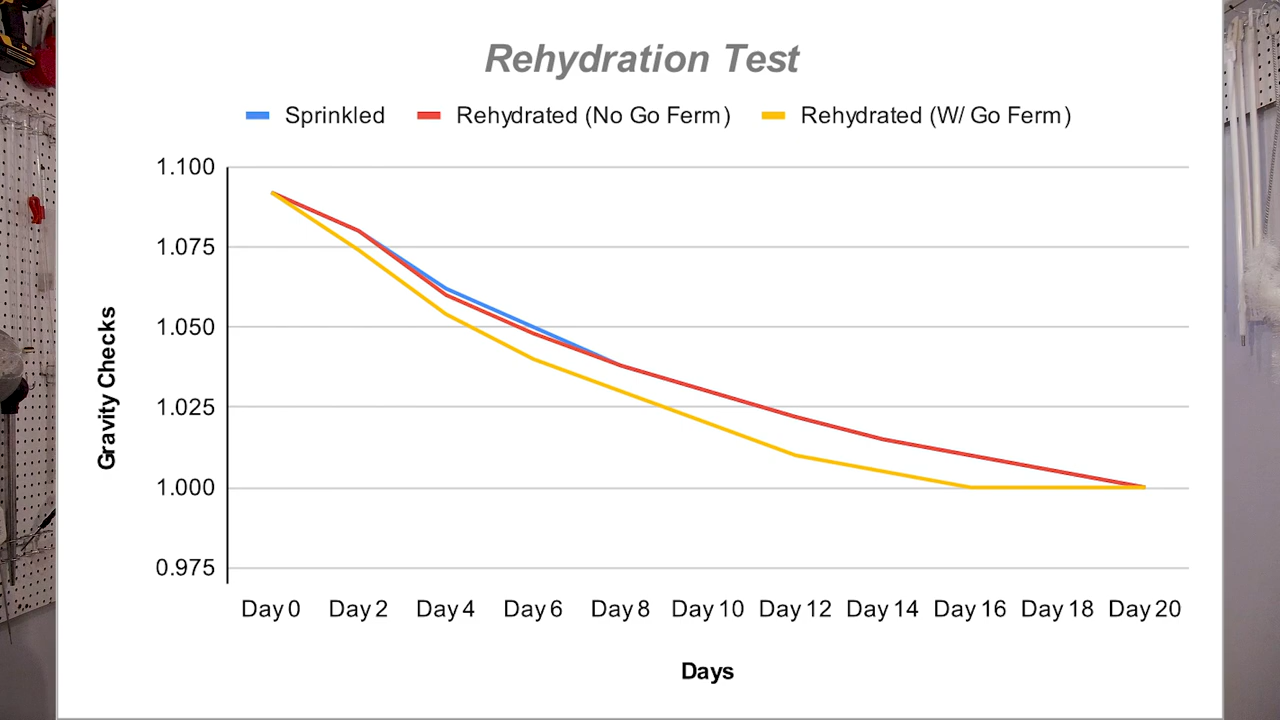 Rehydration Test
Sprinkled Rehydrated (No Go Ferm) Rehydrated (W/ Go Ferm)
1.100
1.075
1.050
1.025
1.000
0.975
Gravity Checks
Day 0 Day 2 Day 4 Day 6 Day 8 Day 10 Day 12 Day 14 Day 16 Day 18 Day 20
Days